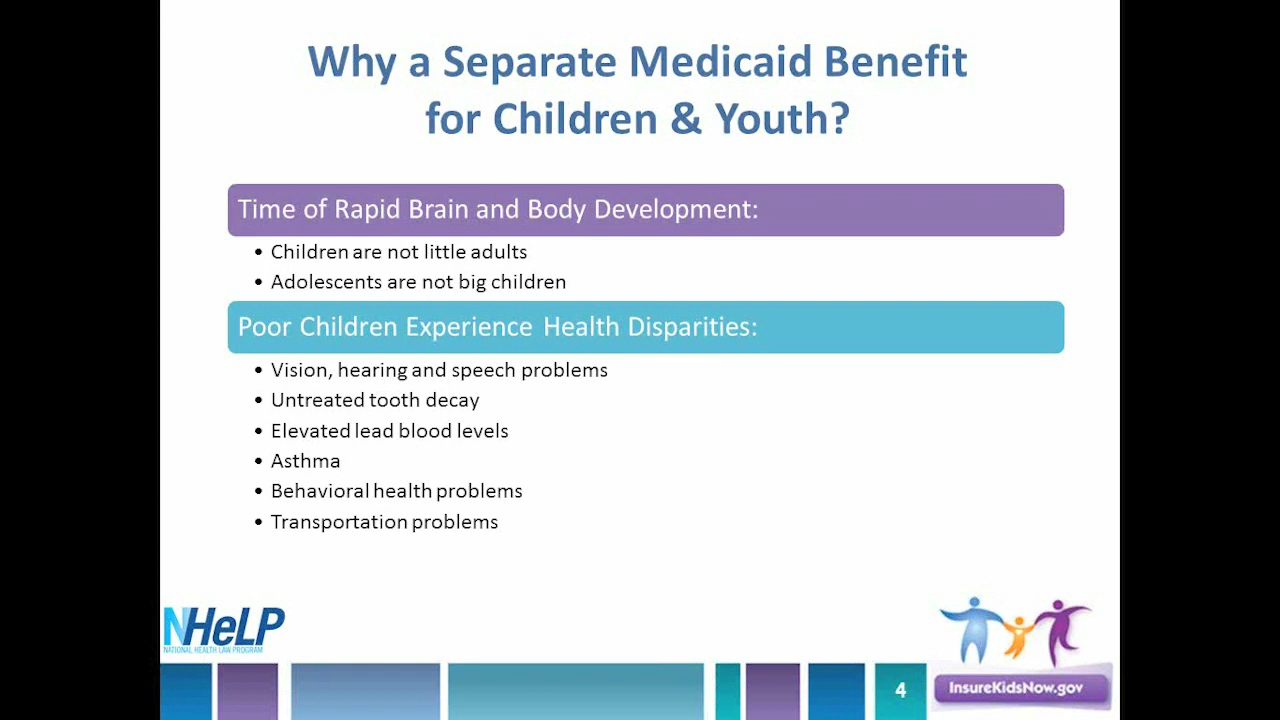 Why a Separate Medicaid Benefit
for Children & Youth?
Time of Rapid Brain and Body Development:
• Children are not little adults
• Adolescents are not big children
Poor Children Experience Health Disparities:
• Vision, hearing and speech problems
• Untreated tooth decay
• Elevated lead blood levels
• Asthma
• Behavioral health problems
• Transportation problems
NHeLP
NATIONAL HEALTH LAW PROGRAM
4
InsureKidsNow.gov